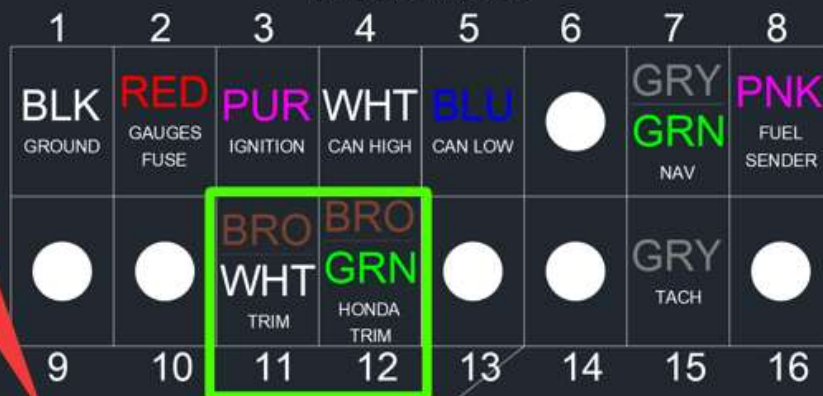 1 2 3 4 5 6 7 8
BLK RED PUR WHT BLU GRY PNK
GRN
GROUND GAUGES FUSE IGNITION CAN HIGH CAN LOW NAV FUEL SENDER
BRO BRO GRY
WHT GRN
TRIM HONDA TRIM TACH
9 10 11 12 13 14 15 16